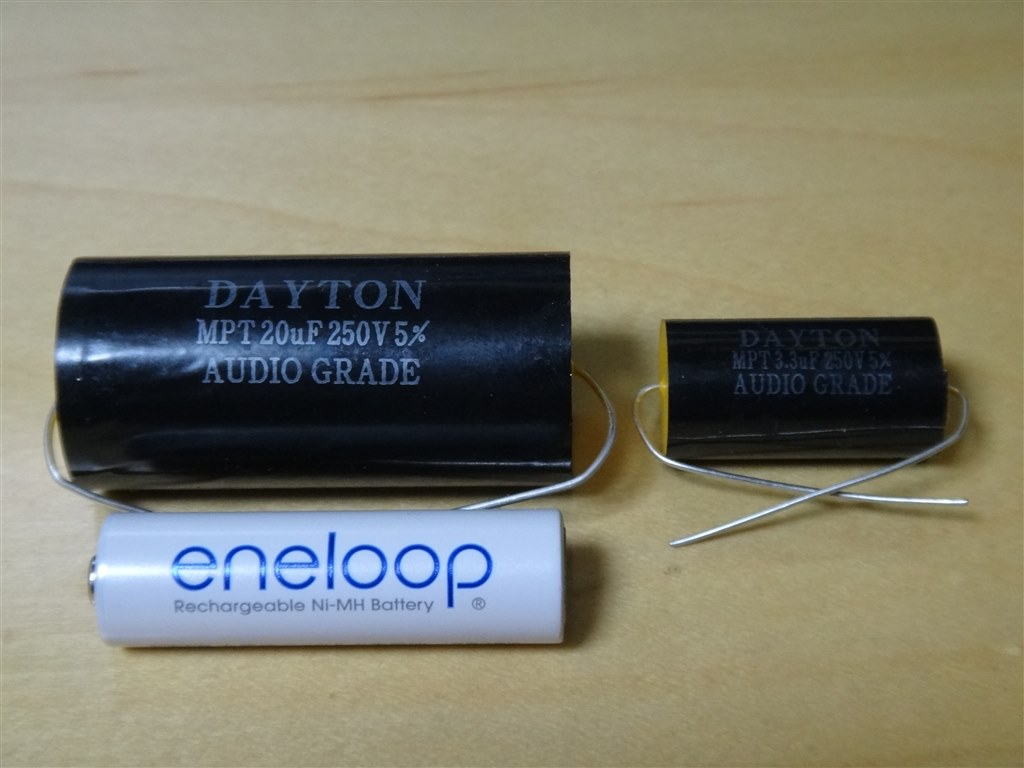 DAYTON
MPT 20uF 250V 5%
AUDIO GRADE
DAYTON
MPT 3.3uF 250V 5%
AUDIO GRADE
eneloop
Rechargeable Ni-MH Battery ®